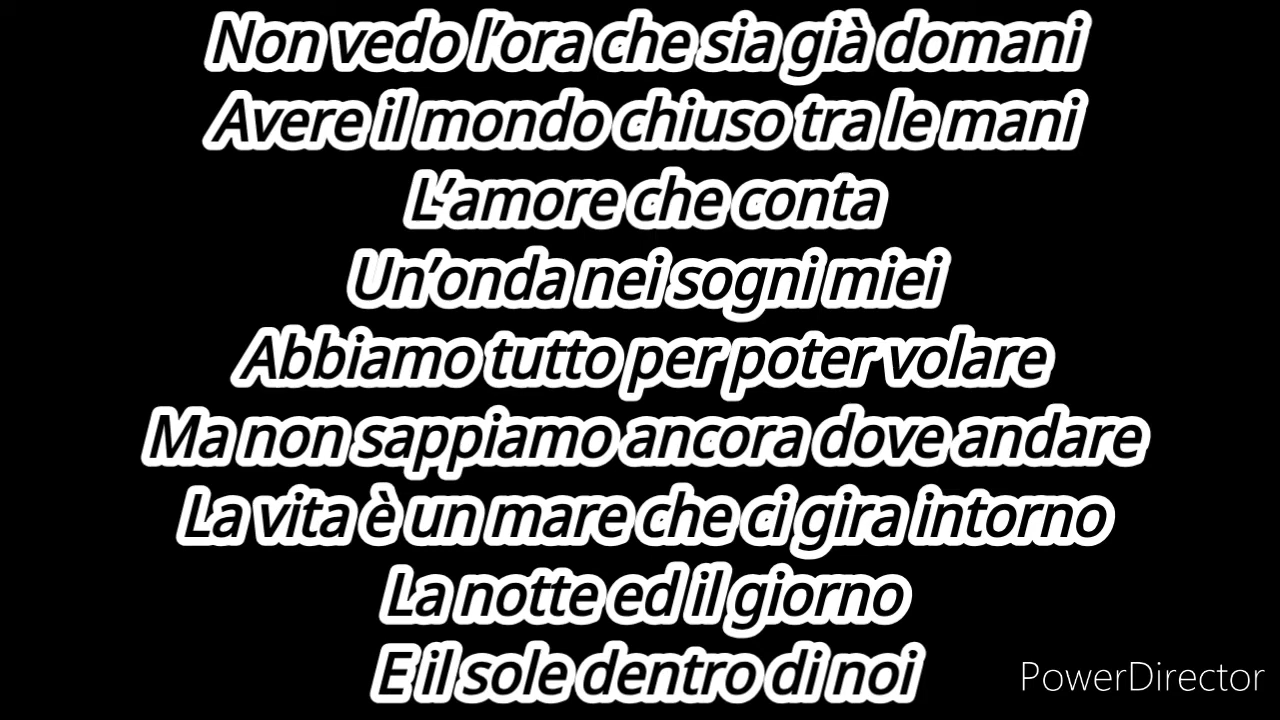 Non vedo l’ora che sia già domani
Avere il mondo chiuso tra le mani
L’amore che conta
Un’onda nei sogni miei
Abbiamo tutto per poter volare
Ma non sappiamo ancora dove andare
La vita è un mare che ci gira intorno
La notte ed il giorno
E il sole dentro di noi
PowerDirector